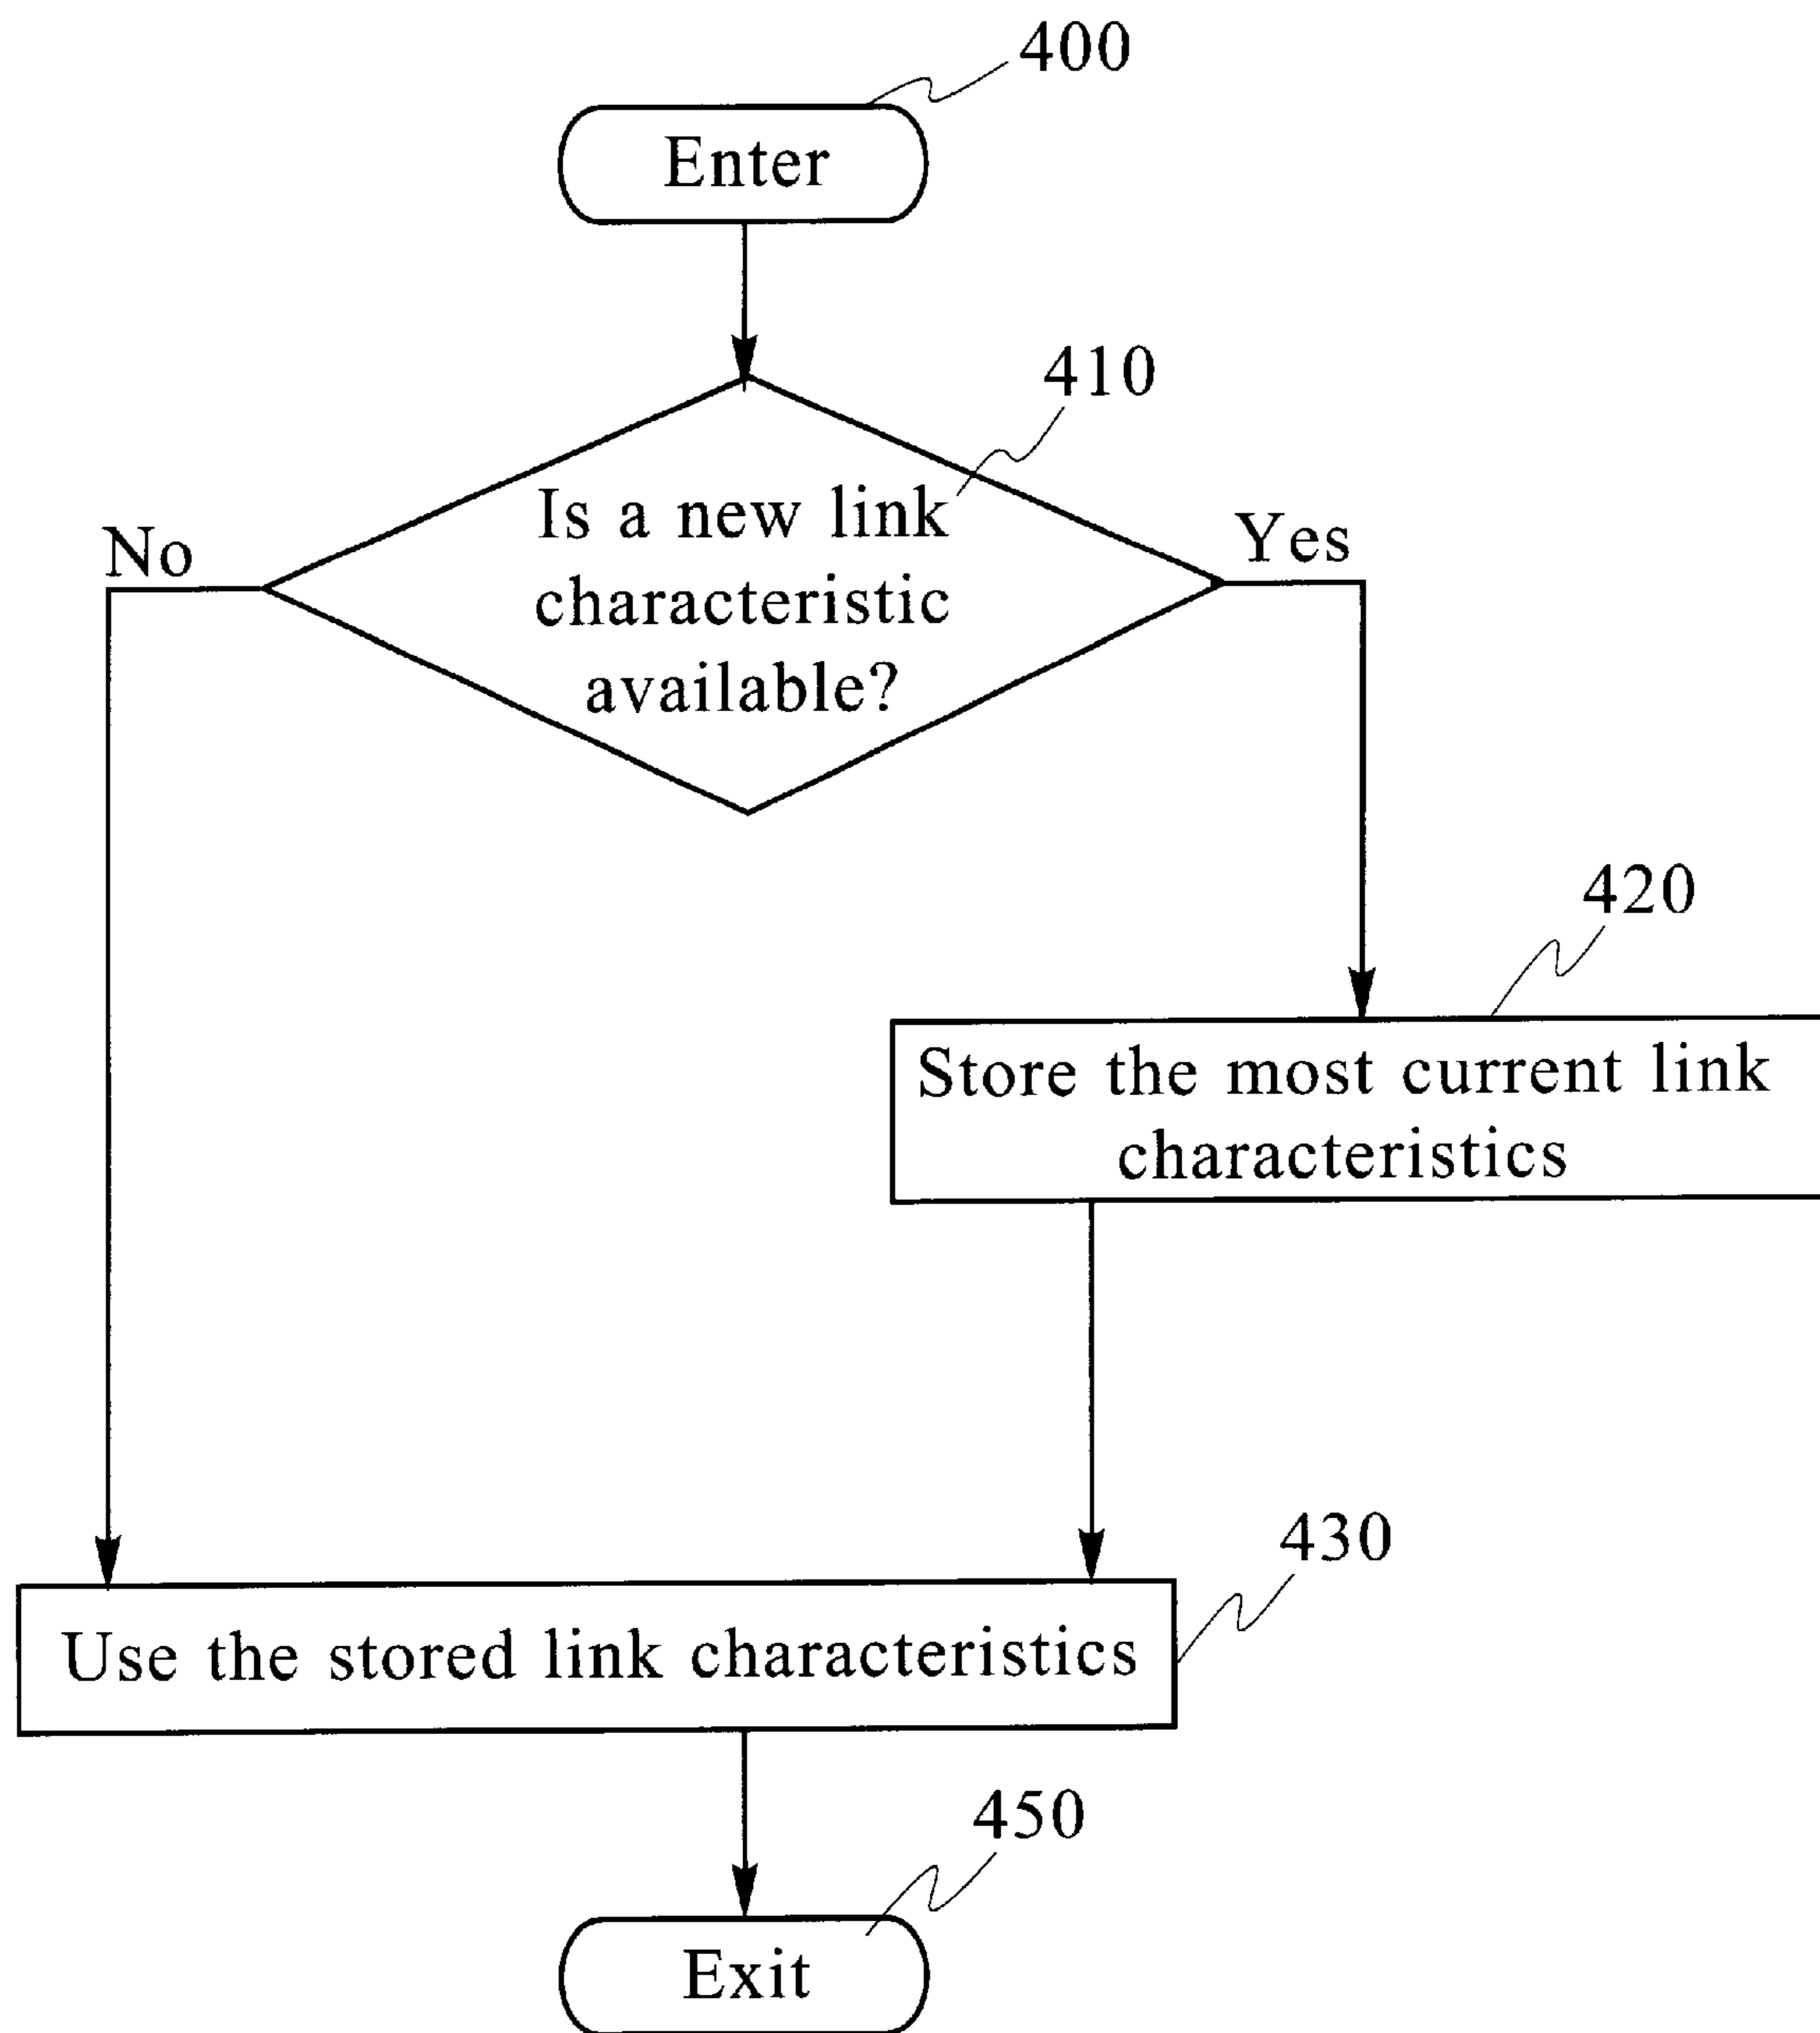 400
Enter
410
Is a new link
characteristic
available?
No
Yes
420
Store the most current link
characteristics
430
Use the stored link characteristics
450
Exit